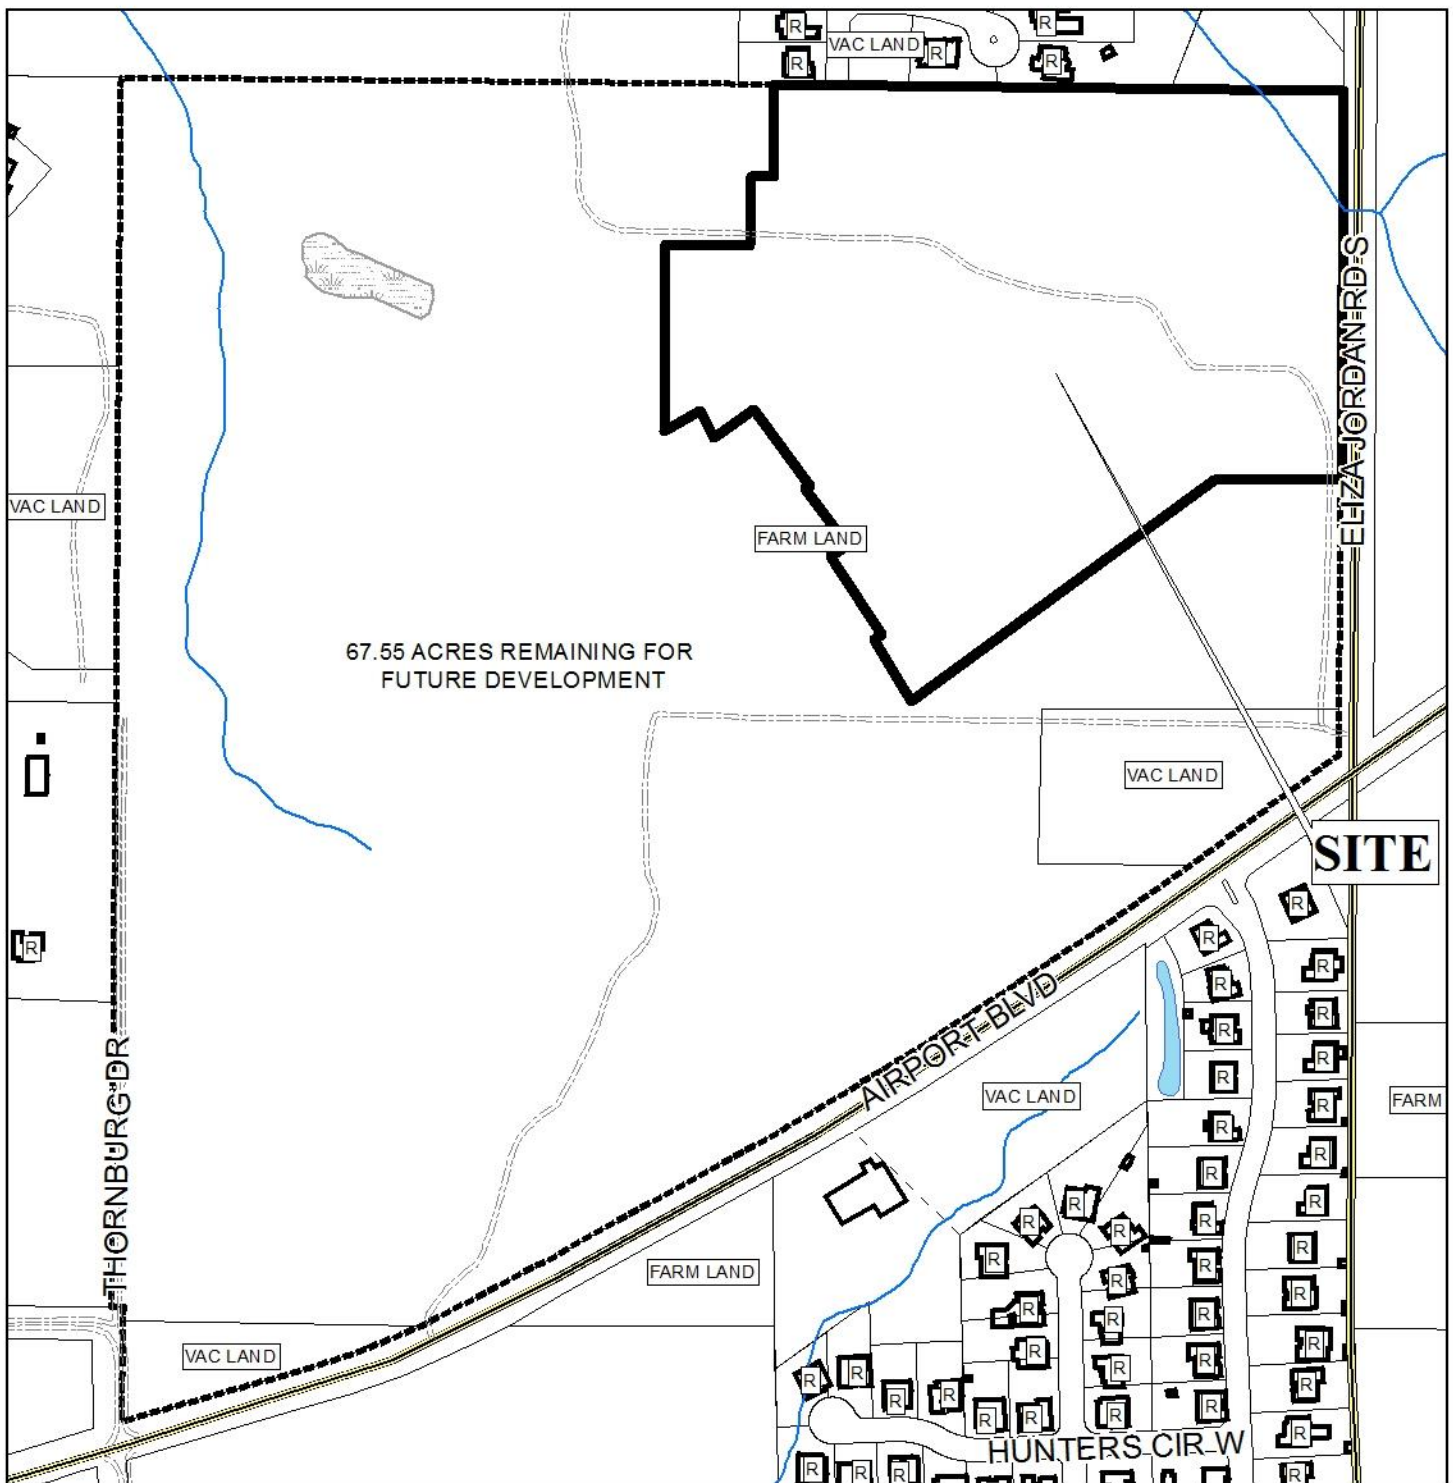 R
VAC LAND
R
R
R
R
ELIZA JORDAN RD S
VAC LAND
FARM LAND
67.55 ACRES REMAINING FOR
FUTURE DEVELOPMENT
VAC LAND
SITE
R
R
R
R
R
R
R
R
R
R
AIRPORT BLVD
THORNBURG DR
VAC LAND
FARM
R
R
R
R
R
R
R
R
R
R
R
R
R
FARM LAND
R
R
R
R
R
R
R
R
R
VAC LAND
R
R
R
R
R
R
R
R
R
R
R
HUNTERS CIR W
R
R
R
R